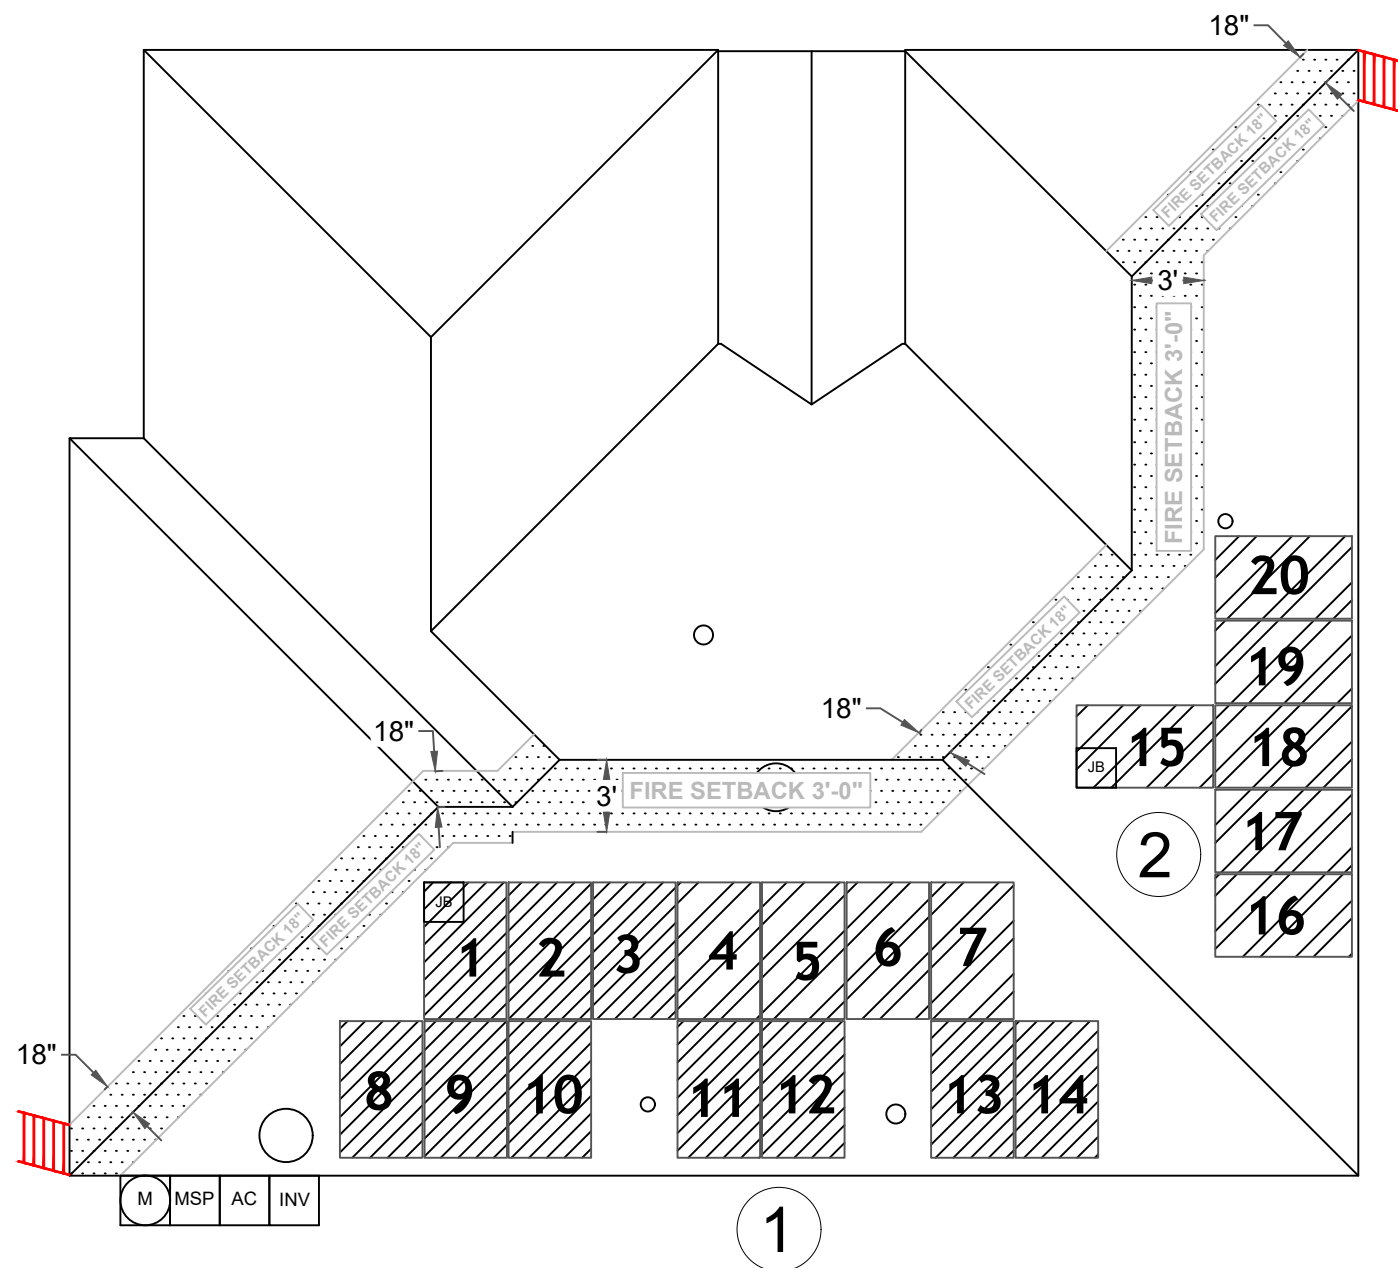 18"
FIRE SETBACK 18"
FIRE SETBACK 18"
3'
FIRE SETBACK 3'-0"
20
FIRE SETBACK 18"
19
18"
18"
15
18
JB
3'
FIRE SETBACK 3'-0"
17
2
FIRE SETBACK 18"
16
JB
1
2
3
4
5
6
7
FIRE SETBACK 18"
18"
8
9
10
11
12
13
14
M
MSP
AC
INV
1